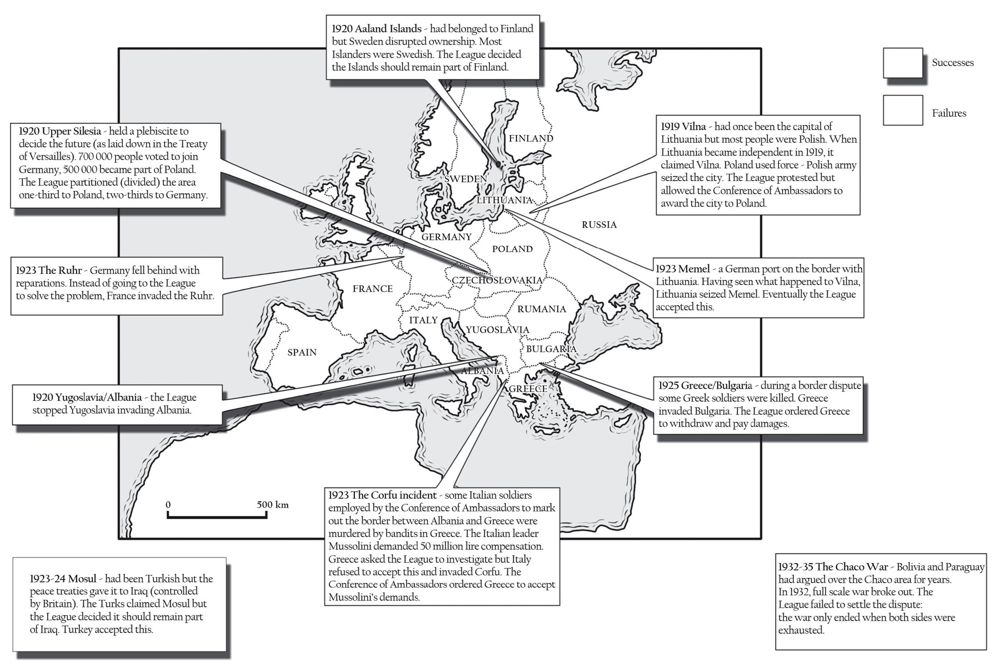 1920 Aaland Islands - had belonged to Finland
but Sweden disrupted ownership. Most
Islanders were Swedish. The League decided
the Islands should remain part of Finland.
Successes
Failures
1920 Upper Silesia - held a plebiscite to
decide the future (as laid down in the Treaty
of Versailles). 700 000 people voted to join
Germany, 500 000 became part of Poland.
The League partitioned (divided) the area
one-third to Poland, two-thirds to Germany.
1919 Vilna - had once been the capital of
Lithuania but most people were Polish. When
Lithuania became independent in 1919, it
claimed Vilna. Poland used force - Polish army
seized the city. The League protested but
allowed the Conference of Ambassadors to
award the city to Poland.
FINLAND
SWEDEN
LITHUANIA
RUSSIA
GERMANY
POLAND
CZECHOSLOVAKIA
FRANCE
RUMANIA
ITALY
YUGOSLAVIA
BULGARIA
SPAIN
ALBANIA
GREECE
1923 The Ruhr - Germany fell behind with
reparations. Instead of going to the League
to solve the problem, France invaded the Ruhr.
1923 Memel - a German port on the border with
Lithuania. Having seen what happened to Vilna,
Lithuania seized Memel. Eventually the League
accepted this.
1920 Yugoslavia/Albania - the League
stopped Yugoslavia invading Albania.
1925 Greece/Bulgaria - during a border dispute
some Greek soldiers were killed. Greece
invaded Bulgaria. The League ordered Greece
to withdraw and pay damages.
0 500 km
1923 The Corfu incident - some Italian soldiers
employed by the Conference of Ambassadors to mark
out the border between Albania and Greece were
murdered by bandits in Greece. The Italian leader
Mussolini demanded 50 million lire compensation.
Greece asked the League to investigate but Italy
refused to accept this and invaded Corfu. The
Conference of Ambassadors ordered Greece to accept
Mussolini's demands.
1923-24 Mosul - had been Turkish but the
peace treaties gave it to Iraq (controlled
by Britain). The Turks claimed Mosul but
the League decided it should remain part
of Iraq. Turkey accepted this.
1932-35 The Chaco War - Bolivia and Paraguay
had argued over the Chaco area for years.
In 1932, full scale war broke out. The
League failed to settle the dispute:
the war only ended when both sides were
exhausted.